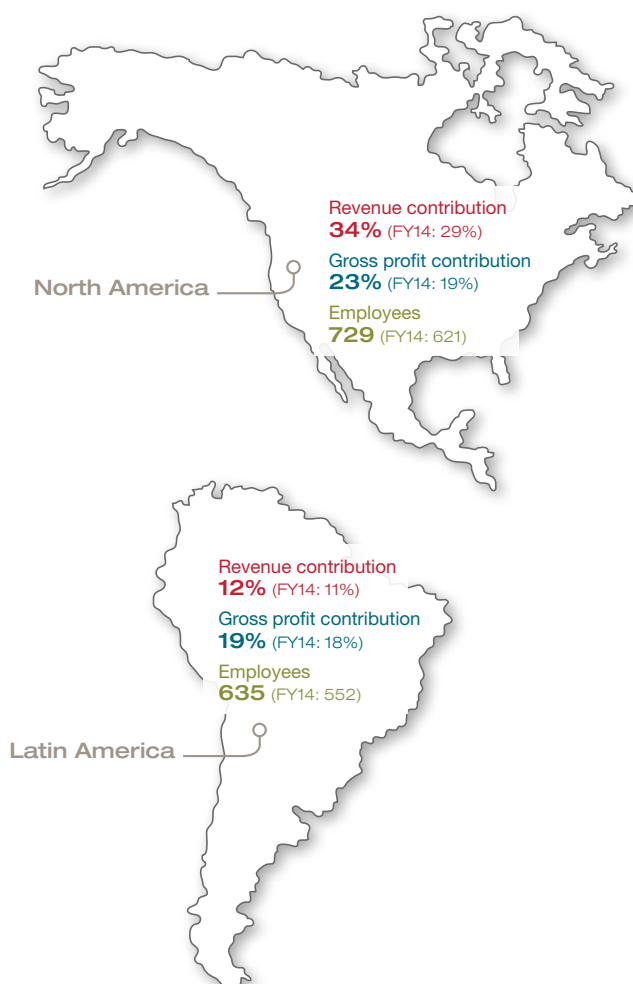 Revenue contribution
34% (FY14: 29%)
Gross profit contribution
23% (FY14: 19%)
Employees
729 (FY14: 621)
North America
Revenue contribution
12% (FY14: 11%)
Gross profit contribution
19% (FY14: 18%)
Employees
635 (FY14: 552)
Latin America